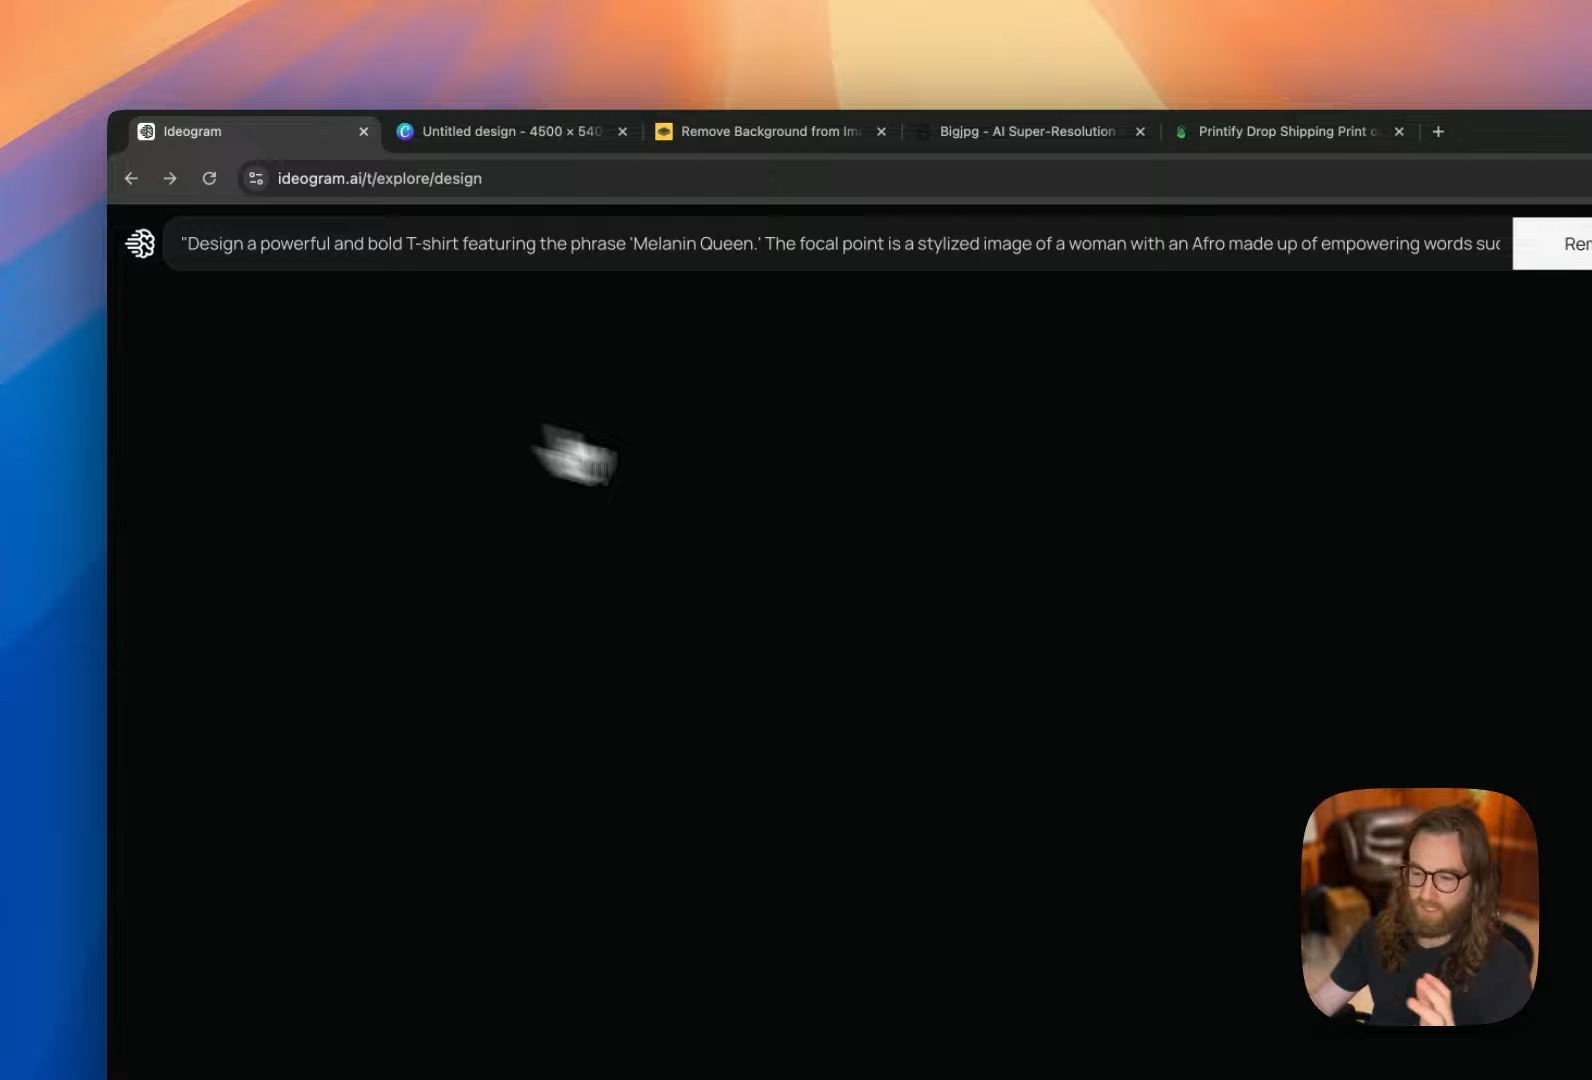 Ideogram
Untitled design - 4500 × 540
Remove Background from Im
Bigjpg - AI Super-Resolution
Printify Drop Shipping Print o
ideogram.ai/t/explore/design
"Design a powerful and bold T-shirt featuring the phrase 'Melanin Queen.' The focal point is a stylized image of a woman with an Afro made up of empowering words suc
Rem